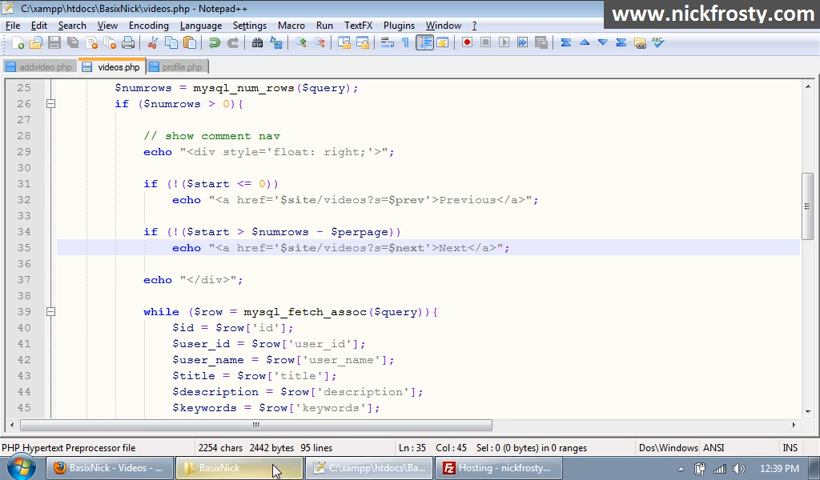 C:\xampp\htdocs\BasixNick\videos.php - Notepad++
www.nickfrosty.com
File Edit Search View Encoding Language Settings Macro Run TextFX Plugins Window ?
addvideo.php videos.php profile.php
25 $numrows = mysql_num_rows($query);
26 if ($numrows > 0){
27
28 // show comment nav
29 echo "<div style='float: right;'>";
30
31 if (!($start <= 0))
32 echo "<a href='$site/videos?s=$prev'>Previous</a>";
33
34 if (!($start > $numrows - $perpage))
35 echo "<a href='$site/videos?s=$next'>Next</a>";
36
37 echo "</div>";
38
39 while ($row = mysql_fetch_assoc($query)){
40 $id = $row['id'];
41 $user_id = $row['user_id'];
42 $user_name = $row['user_name'];
43 $title = $row['title'];
44 $description = $row['description'];
45 $keywords = $row['keywords'];
PHP Hypertext Preprocessor file 2254 chars 2442 bytes 95 lines Ln : 35 Col : 45 Sel : 0 (0 bytes) in 0 ranges Dos\Windows ANSI INS
BasixNick - Videos - ... BasixNick C:\xampp\htdocs\Ba... Hosting - nickfrosty... 12:39 PM